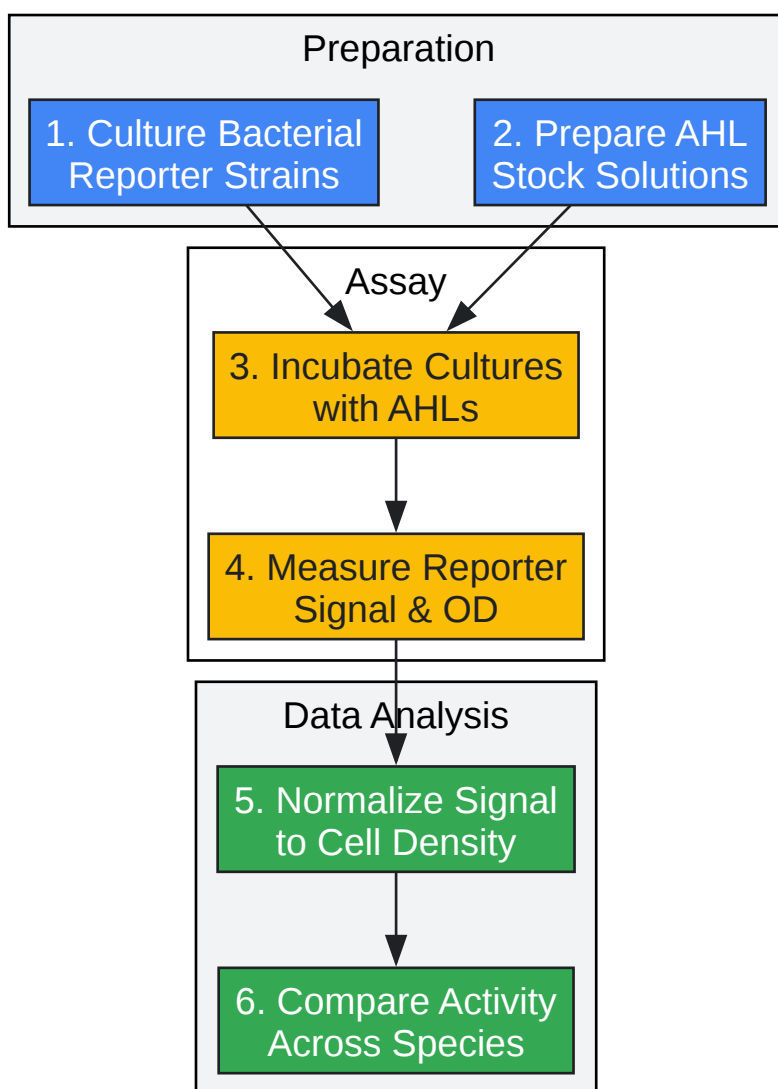 Preparation
1. Culture Bacterial
Reporter Strains
2. Prepare AHL
Stock Solutions
Assay
3. Incubate Cultures
with AHLs
4. Measure Reporter
Signal & OD
Data Analysis
5. Normalize Signal
to Cell Density
6. Compare Activity
Across Species